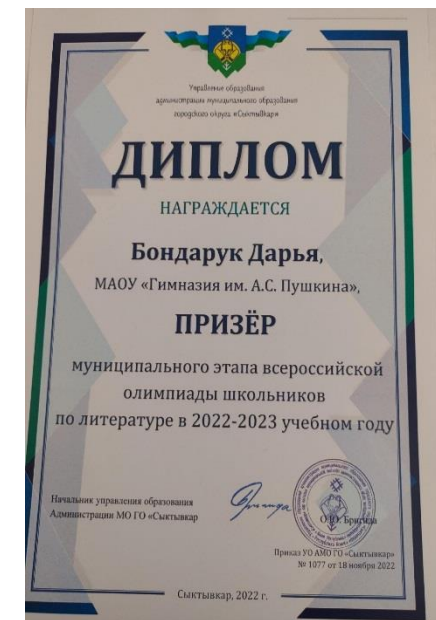 Управление образования
администрации муниципального образования
городского округа «Сыктывкар»
ДИПЛОМ
НАГРАЖДАЕТСЯ
Бондарук Дарья,
МАОУ «Гимназия им. А.С. Пушкина»,
ПРИЗЁР
муниципального этапа всероссийской
олимпиады школьников
по литературе в 2022-2023 учебном году
Начальник управления образования
Администрации МО ГО «Сыктывкар
О.Ю. Бригида
Приказ УО АМО ГО «Сыктывкар»
№ 1077 от 18 ноября 2022
Сыктывкар, 2022 г.